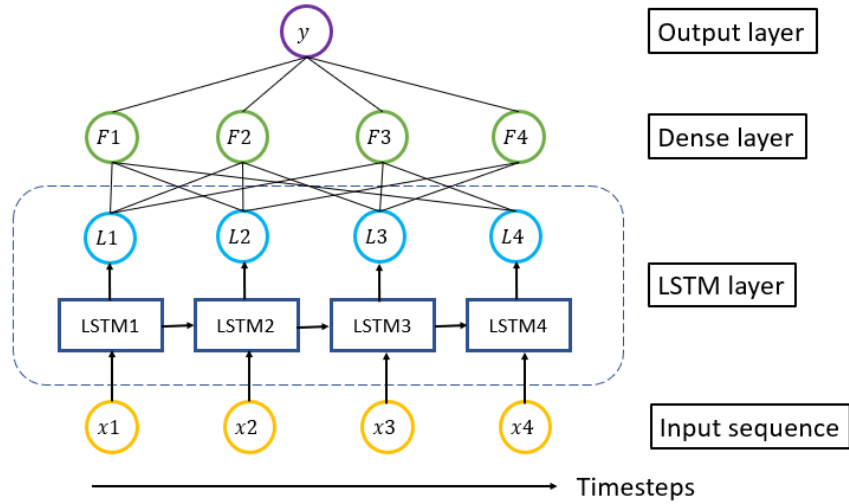 y
Output layer
F1 F2 F3 F4
Dense layer
L1 L2 L3 L4
LSTM layer
LSTM1 LSTM2 LSTM3 LSTM4
x1 x2 x3 x4
Input sequence
Timesteps